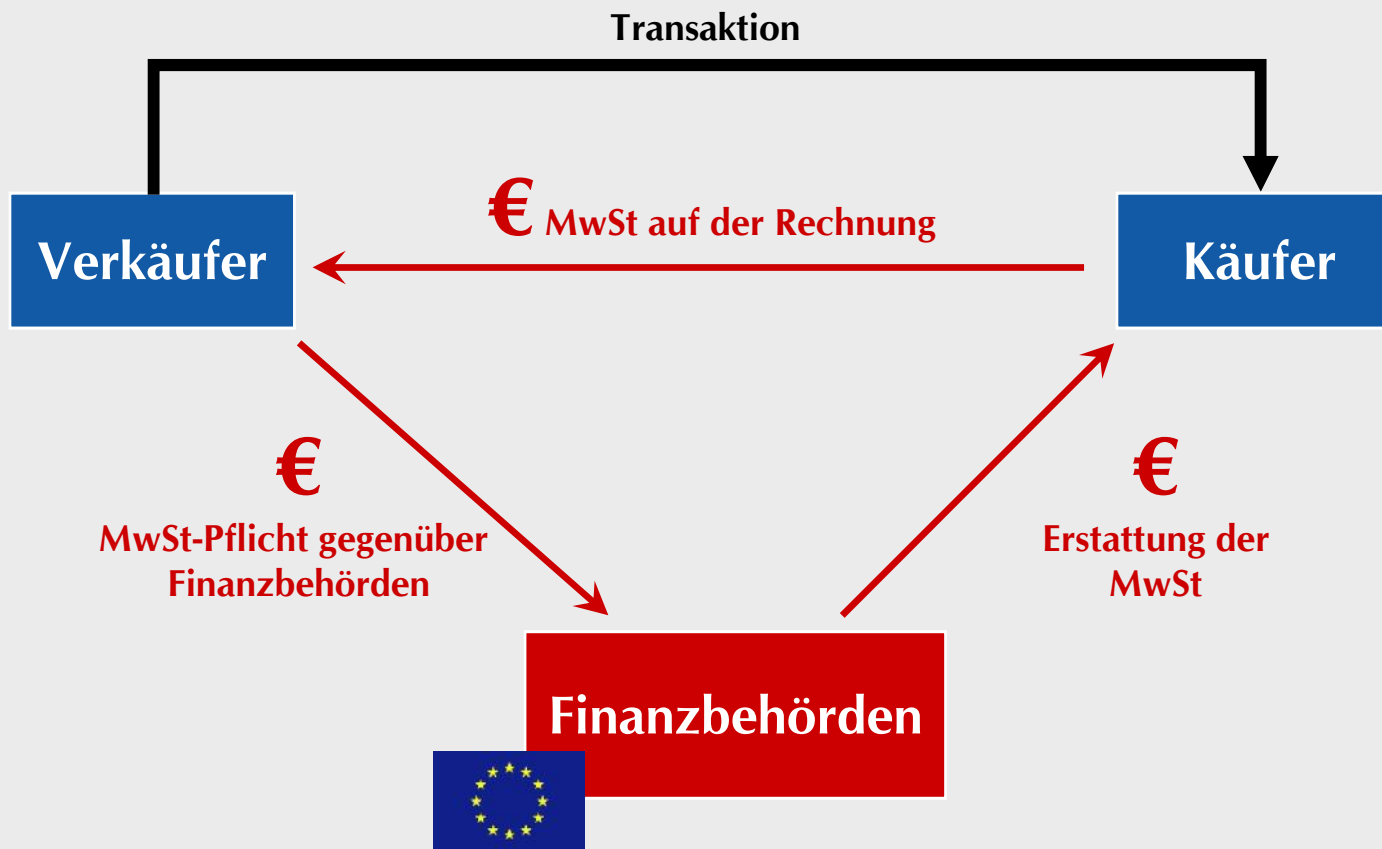 Transaktion
€ MwSt auf der Rechnung
Verkäufer
Käufer
€
MwSt-Pflicht gegenüber
Finanzbehörden
€
Erstattung der
MwSt
Finanzbehörden